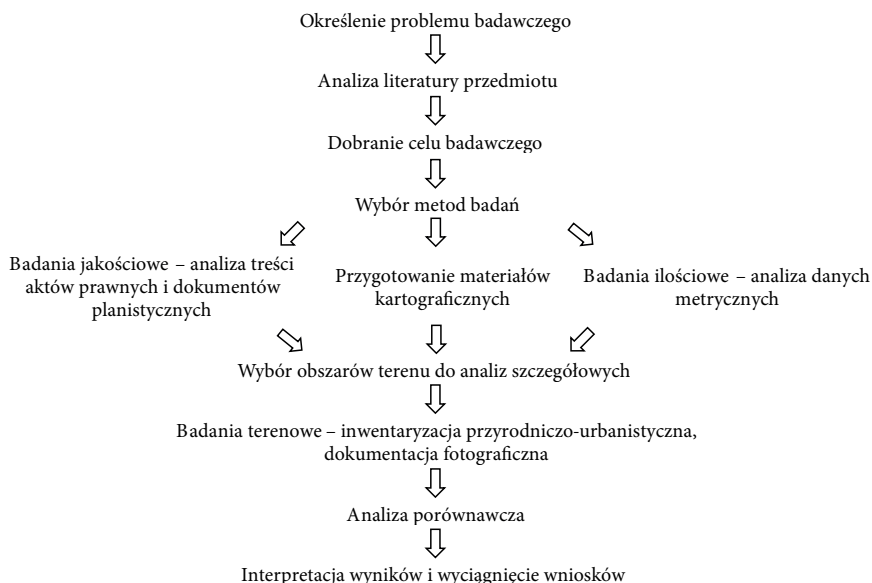 Określenie problemu badawczego
Analiza literatury przedmiotu
Dobranie celu badawczego
Wybór metod badań
Badania jakościowe – analiza treści
aktów prawnych i dokumentów
planistycznych
Przygotowanie materiałów
kartograficznych
Badania ilościowe – analiza danych
metrycznych
Wybór obszarów terenu do analiz szczegółowych
Badania terenowe – inwentaryzacja przyrodniczo-urbanistyczna,
dokumentacja fotograficzna
Analiza porównawcza
Interpretacja wyników i wyciągnięcie wniosków